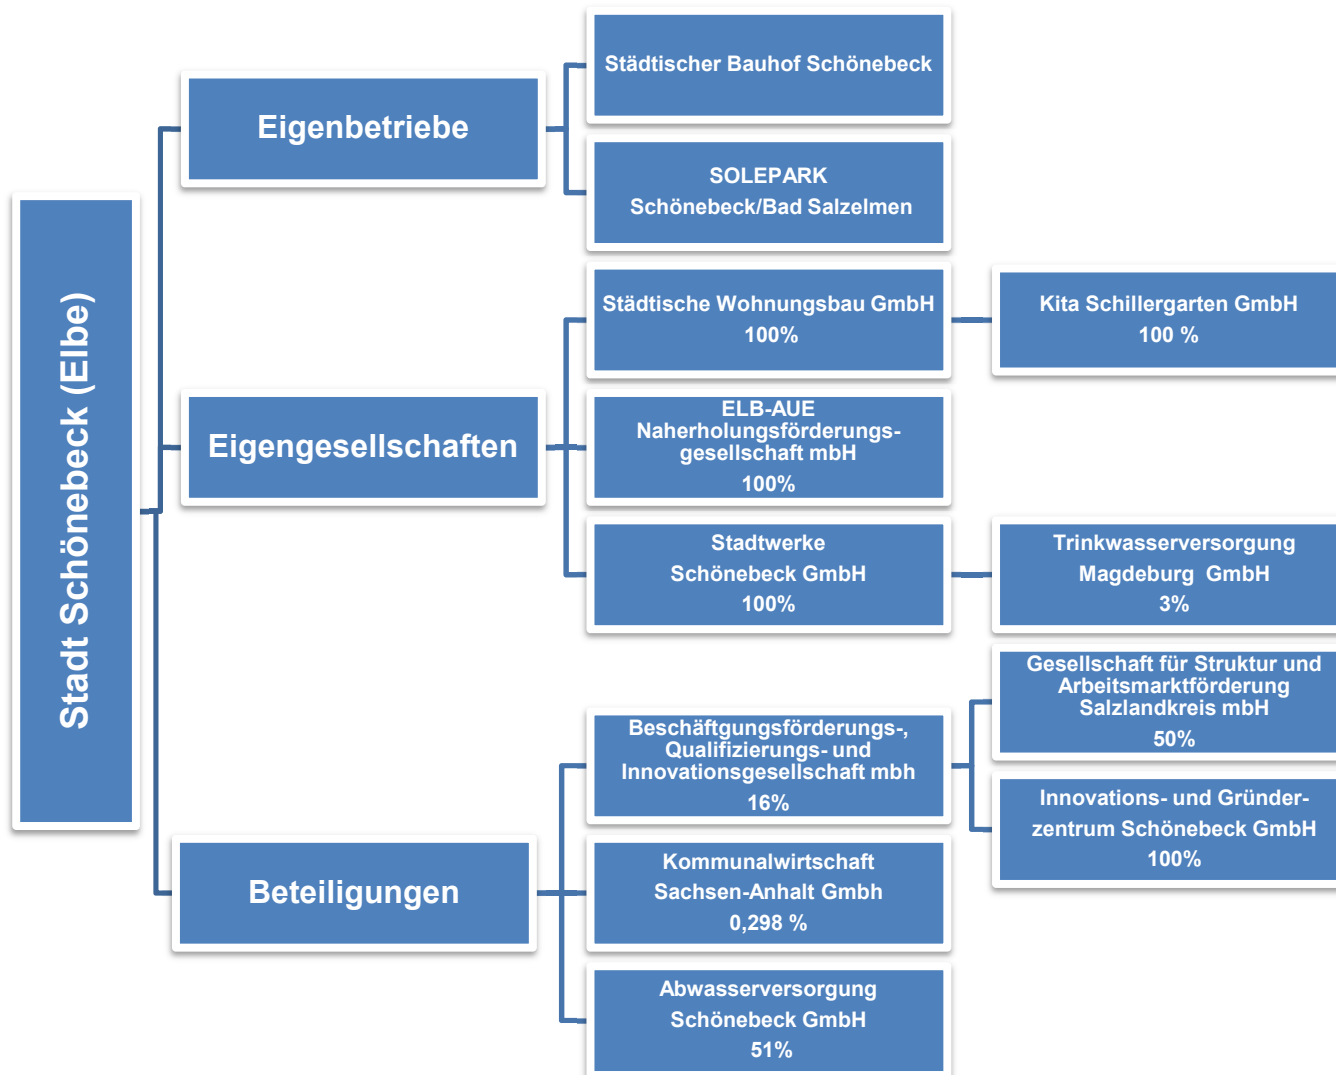 Stadt Schönebeck (Elbe)
Eigenbetriebe
Städtischer Bauhof Schönebeck
SOLEPARK
Schönebeck/Bad Salzelmen
Eigengesellschaften
Städtische Wohnungsbau GmbH
100%
Kita Schillergarten GmbH
100 %
ELB-AUE
Naherholungsförderungs-
gesellschaft mbH
100%
Stadtwerke
Schönebeck GmbH
100%
Trinkwasserversorgung
Magdeburg GmbH
3%
Beteiligungen
Beschäftgungsförderungs-,
Qualifizierungs- und
Innovationsgesellschaft mbh
16%
Gesellschaft für Struktur und
Arbeitsmarktförderung
Salzlandkreis mbH
50%
Innovations- und Gründer-
zentrum Schönebeck GmbH
100%
Kommunalwirtschaft
Sachsen-Anhalt Gmbh
0,298 %
Abwasserversorgung
Schönebeck GmbH
51%